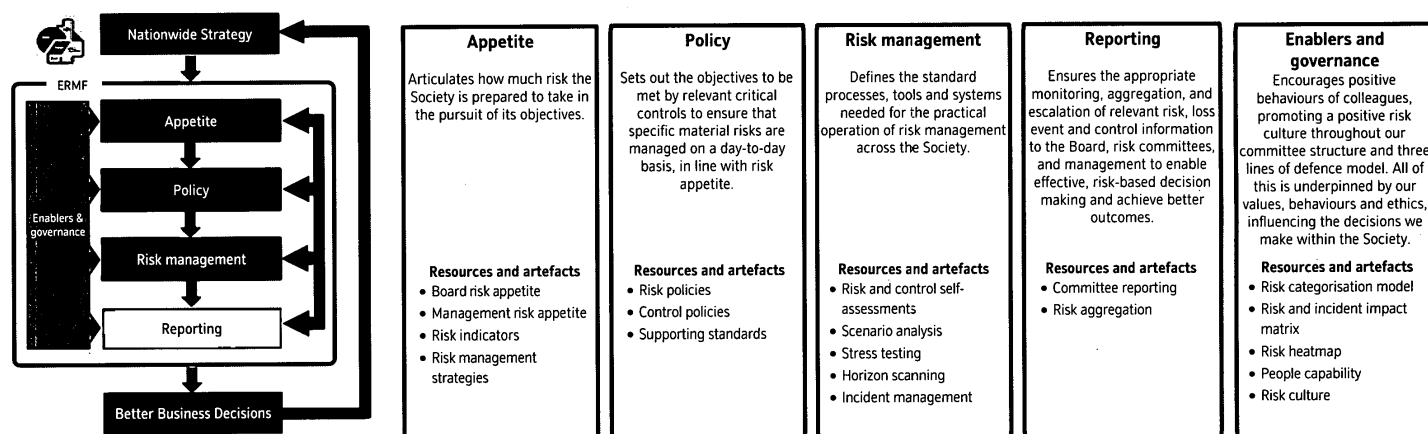 Nationwide Strategy
ERMF
Appetite
Policy
Enablers &
governance
Risk management
Reporting
Better Business Decisions
Appetite
Articulates how much risk the
Society is prepared to take in
the pursuit of its objectives.
Resources and artefacts
• Board risk appetite
• Management risk appetite
• Risk indicators
• Risk management
strategies
Policy
Sets out the objectives to be
met by relevant critical
controls to ensure that
specific material risks are
managed on a day-to-day
basis, in line with risk
appetite.
Resources and artefacts
• Risk policies
• Control policies
• Supporting standards
Risk management
Defines the standard
processes, tools and systems
needed for the practical
operation of risk management
across the Society.
Resources and artefacts
• Risk and control self-
assessments
• Scenario analysis
• Stress testing
• Horizon scanning
• Incident management
Reporting
Ensures the appropriate
monitoring, aggregation, and
escalation of relevant risk, loss
event and control information
to the Board, risk committees,
and management to enable
effective, risk-based decision
making and achieve better
outcomes.
Resources and artefacts
• Committee reporting
• Risk aggregation
Enablers and
governance
Encourages positive
behaviours of colleagues,
promoting a positive risk
culture throughout our
committee structure and three
lines of defence model. All of
this is underpinned by our
values, behaviours and ethics,
influencing the decisions we
make within the Society.
Resources and artefacts
• Risk categorisation model
• Risk and incident impact
matrix
• Risk heatmap
• People capability
• Risk culture